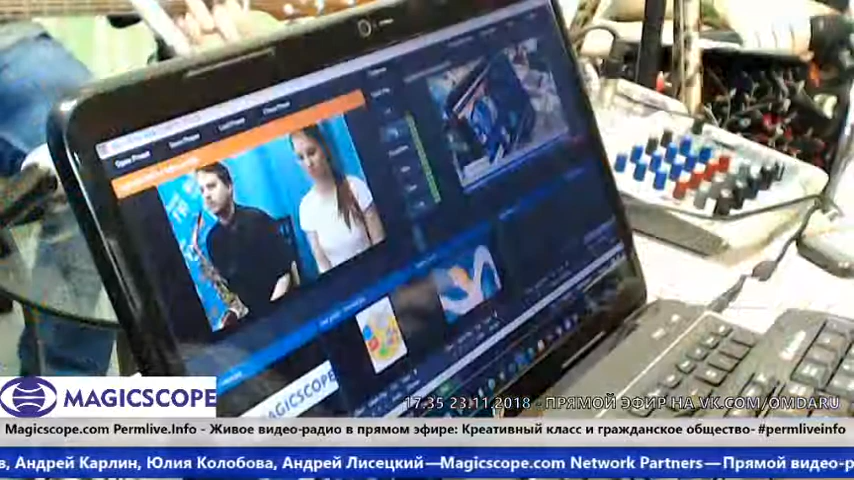 MAGICSCOPE
MAGICSCOPE
17.35 23.11.2018 - ПРЯМОЙ ЭФИР НА VK.COM/OMDARU
Magicscope.com Permlive.Info - Живое видео-радио в прямом эфире: Креативный класс и гражданское общество- #permliveinfo
в, Андрей Карлин, Юлия Колобова, Андрей Лисецкий—Magicscope.com Network Partners—Прямой видео-р